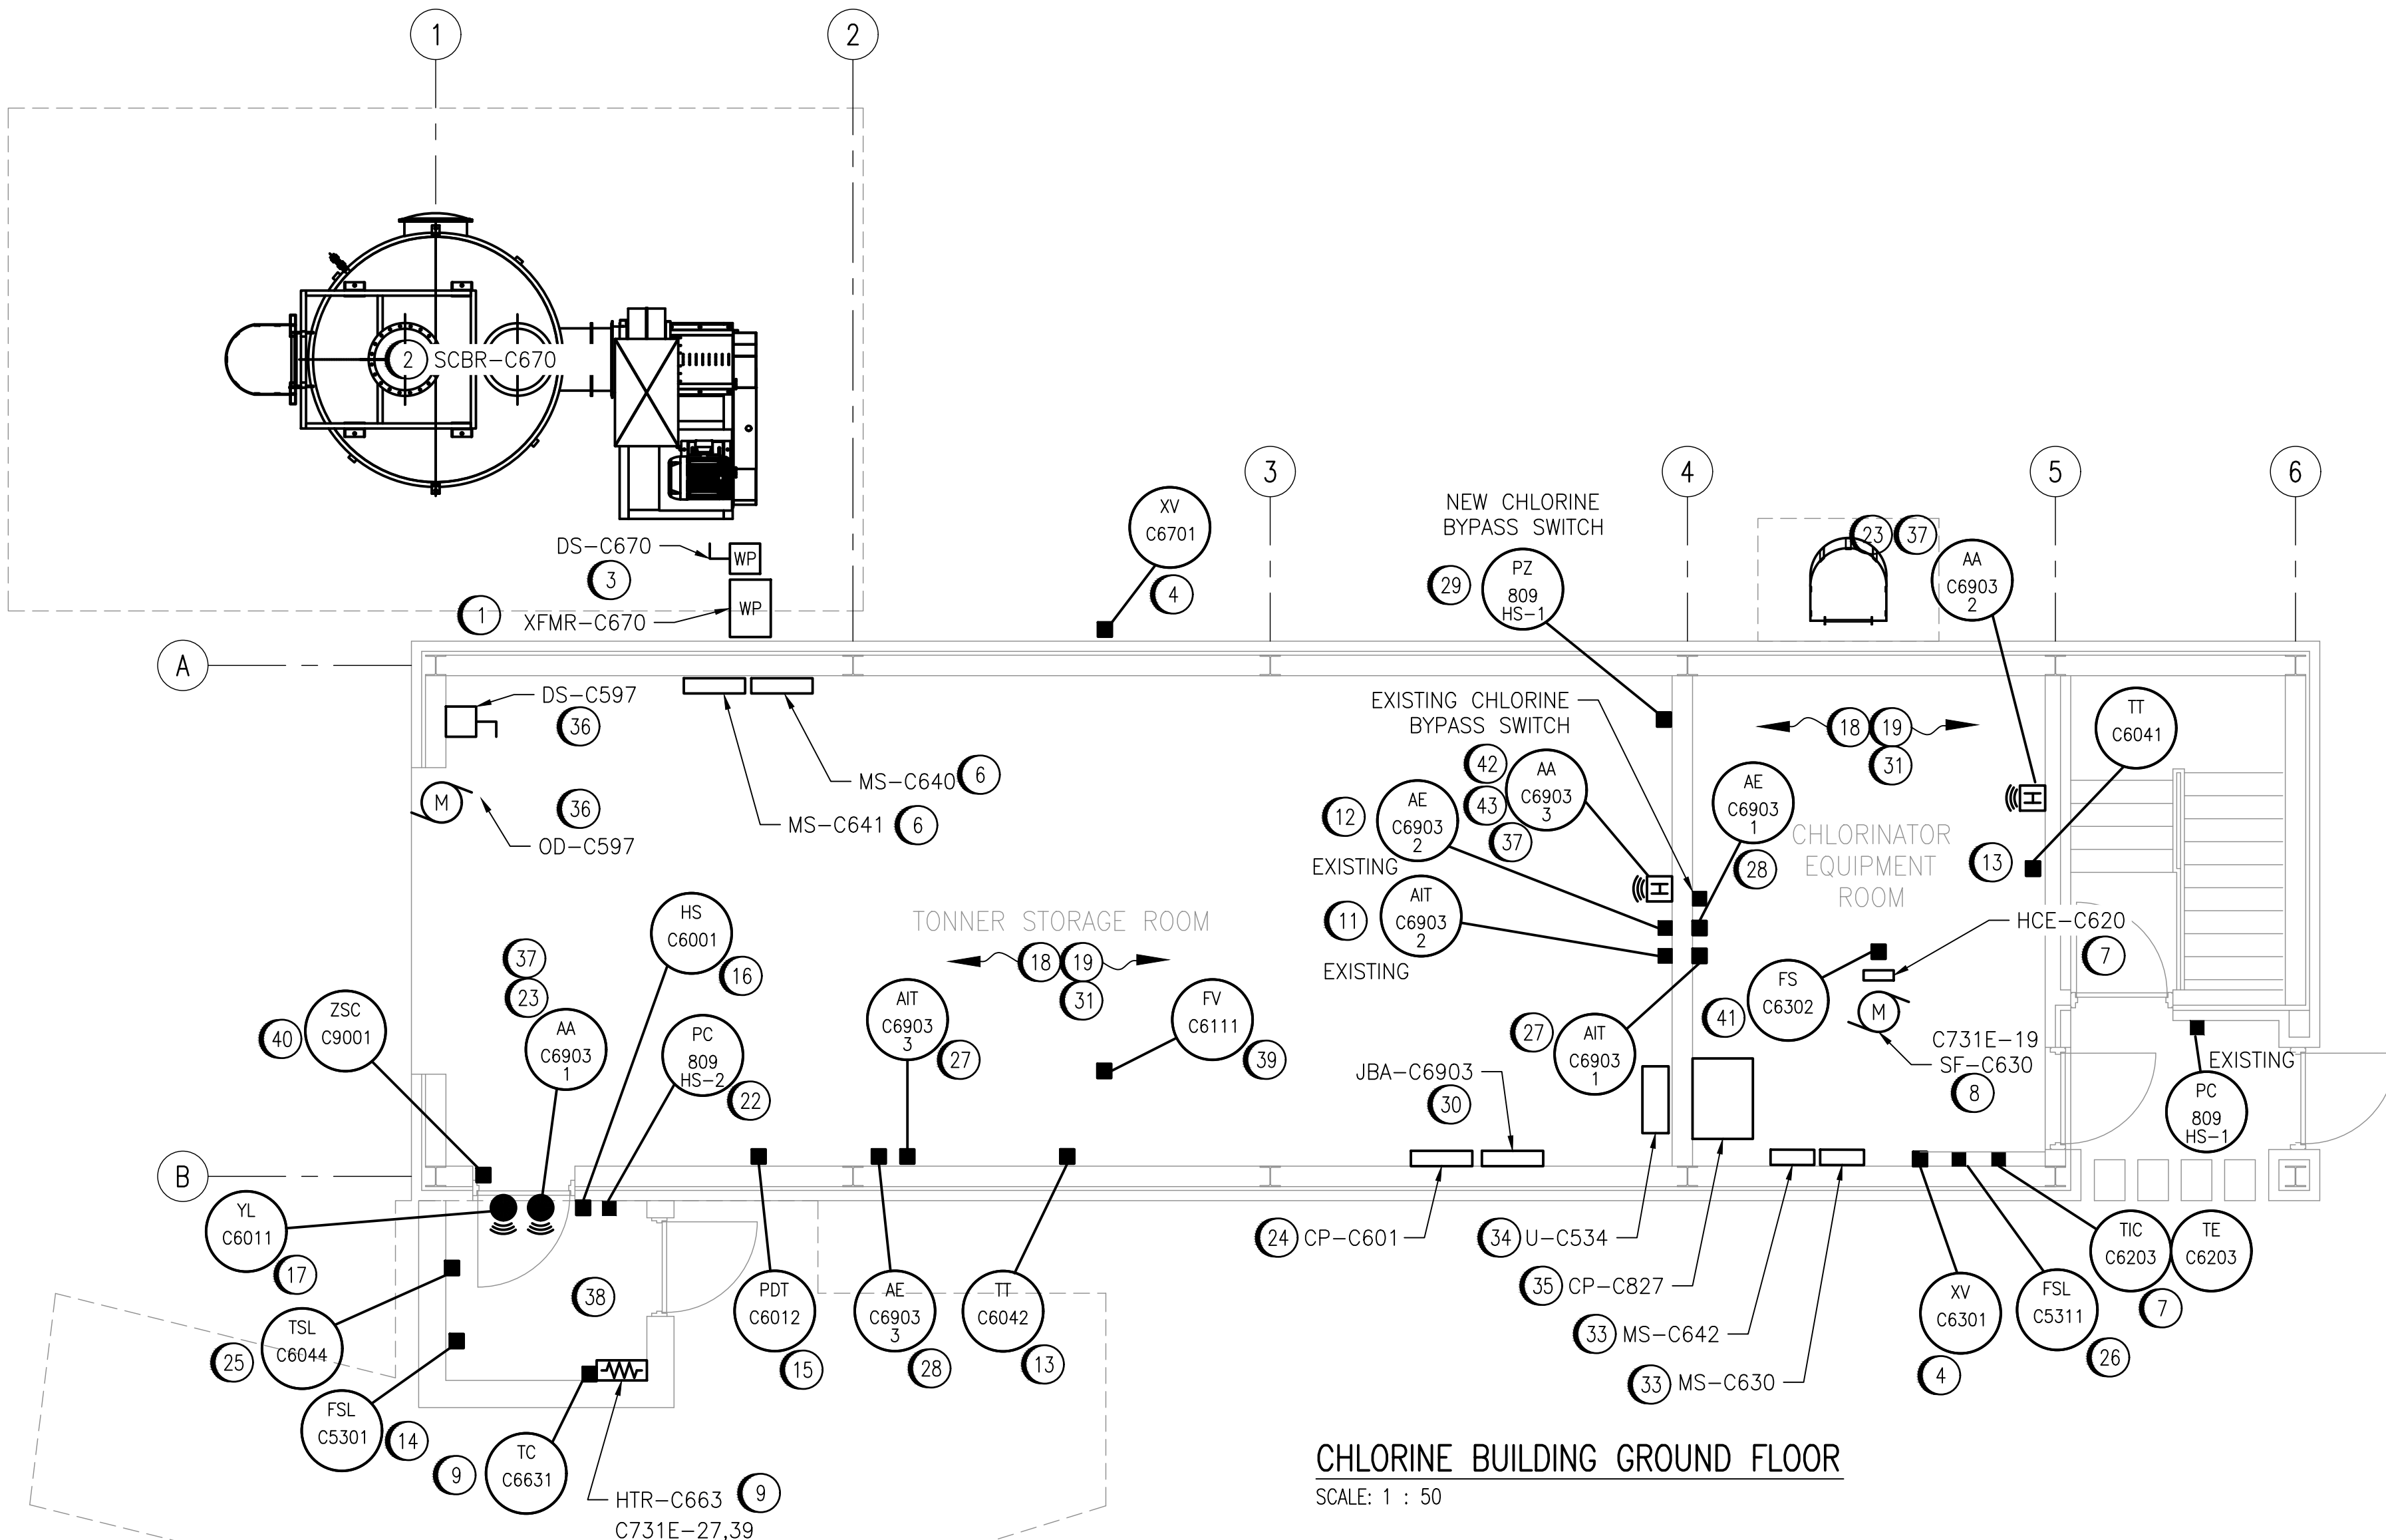 1
2
2 SCBR-C670
3
4
5
6
XV
C6701
4
NEW CHLORINE
BYPASS SWITCH
29
PZ
809
HS-1
23
37
AA
C6903
2
DS-C670
WP
3
1
XFMR-C670
WP
A
DS-C597
36
EXISTING CHLORINE
BYPASS SWITCH
18
19
31
TT
C6041
13
MS-C640
6
MS-C641
6
M
36
OD-C597
42
43
37
AA
C6903
3
H
12
AE
C6903
2
EXISTING
11
AIT
C6903
2
EXISTING
AE
C6903
1
28
CHLORINATOR
EQUIPMENT
ROOM
H
HCE-C620
7
HS
C6001
16
TONNER STORAGE ROOM
18
19
31
37
23
AA
C6903
1
40
ZSC
C9001
PC
809
HS-2
22
AIT
C6903
3
27
FV
C6111
39
27
AIT
C6903
1
41
FS
C6302
M
C731E-19
SF-C630
8
EXISTING
PC
809
HS-1
JBA-C6903
30
B
YL
C6011
17
38
24
CP-C601
34
U-C534
35
CP-C827
33
MS-C642
33
MS-C630
TIC
C6203
TE
C6203
7
XV
C6301
4
FSL
C5311
26
PDT
C6012
15
AE
C6903
3
28
TT
C6042
13
25
TSL
C6044
FSL
C5301
14
9
TC
C6631
HTR-C663
9
C731E-27,39
CHLORINE BUILDING GROUND FLOOR
SCALE: 1 : 50